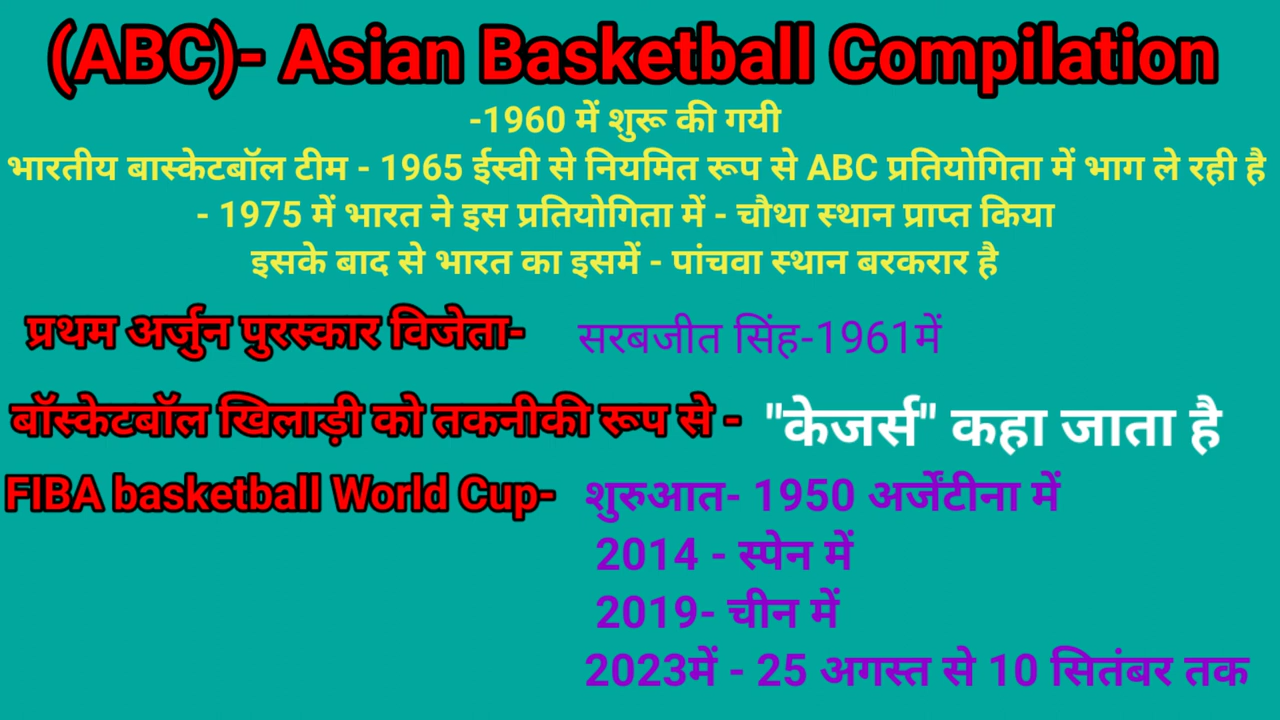 (ABC)- Asian Basketball Compilation
-1960 में शुरू की गयी
भारतीय बास्केटबॉल टीम - 1965 ईस्वी से नियमित रूप से ABC प्रतियोगिता में भाग ले रही है
- 1975 में भारत ने इस प्रतियोगिता में - चौथा स्थान प्राप्त किया
इसके बाद से भारत का इसमें - पांचवा स्थान बरकरार है
प्रथम अर्जुन पुरस्कार विजेता- सरबजीत सिंह-1961में
बॉस्केटबॉल खिलाड़ी को तकनीकी रूप से - "केजर्स" कहा जाता है
FIBA basketball World Cup- शुरुआत- 1950 अर्जेंटीना में
2014 - स्पेन में
2019- चीन में
2023में - 25 अगस्त से 10 सितंबर तक